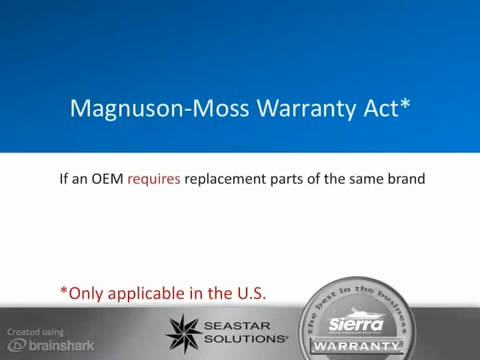 Magnuson-Moss Warranty Act*
If an OEM requires replacement parts of the same brand
*Only applicable in the U.S.
the best in the business
Created using
brainshark
SEASTAR
SOLUTIONS®
sierra
WARRANTY